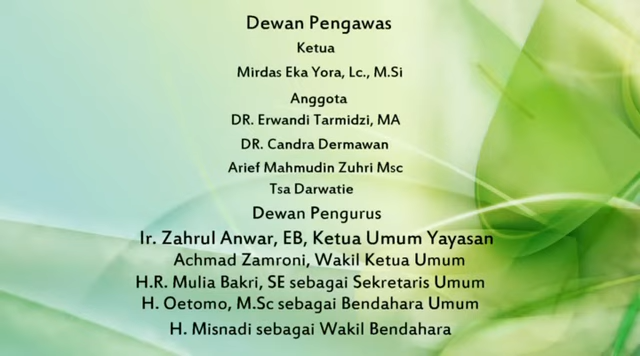 Dewan Pengawas
Ketua
Mirdas Eka Yora, Lc., M.Si
Anggota
DR. Erwandi Tarmidzi, MA
DR. Candra Dermawan
Arief Mahmudin Zuhri Msc
Tsa Darwatie
Dewan Pengurus
Ir. Zahrul Anwar, EB, Ketua Umum Yayasan
Achmad Zamroni, Wakil Ketua Umum
H.R. Mulia Bakri, SE sebagai Sekretaris Umum
H. Oetomo, M.Sc sebagai Bendahara Umum
H. Misnadi sebagai Wakil Bendahara